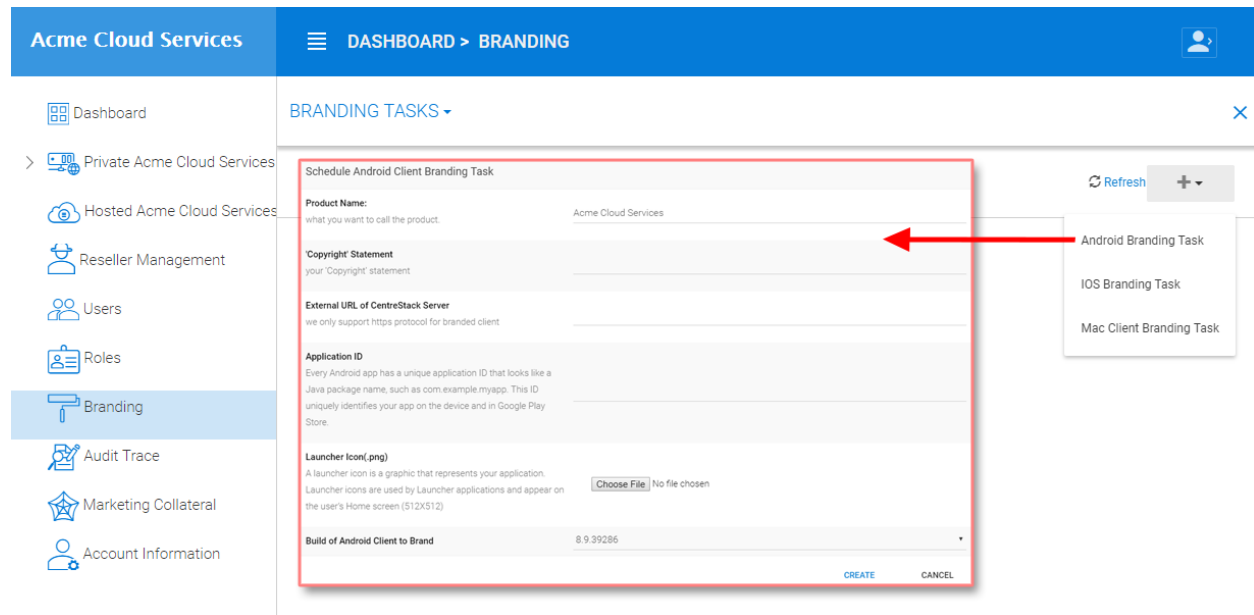 Acme Cloud Services
DASHBOARD > BRANDING
Dashboard
Private Acme Cloud Services
Hosted Acme Cloud Services
Reseller Management
Users
Roles
Branding
Audit Trace
Marketing Collateral
Account Information
BRANDING TASKS
Refresh
Android Branding Task
IOS Branding Task
Mac Client Branding Task
Schedule Android Client Branding Task
Product Name:
what you want to call the product.
Acme Cloud Services
'Copyright' Statement
your 'Copyright' statement
External URL of CentreStack Server
we only support https protocol for branded client
Application ID
Every Android app has a unique application ID that looks like a
Java package name, such as com.example.myapp. This ID
uniquely identifies your app on the device and in Google Play
Store.
Launcher Icon(.png)
A launcher icon is a graphic that represents your application.
Launcher icons are used by Launcher applications and appear on
the user's Home screen (512X512)
Choose File No file chosen
Build of Android Client to Brand
8.9.39286
CREATE CANCEL